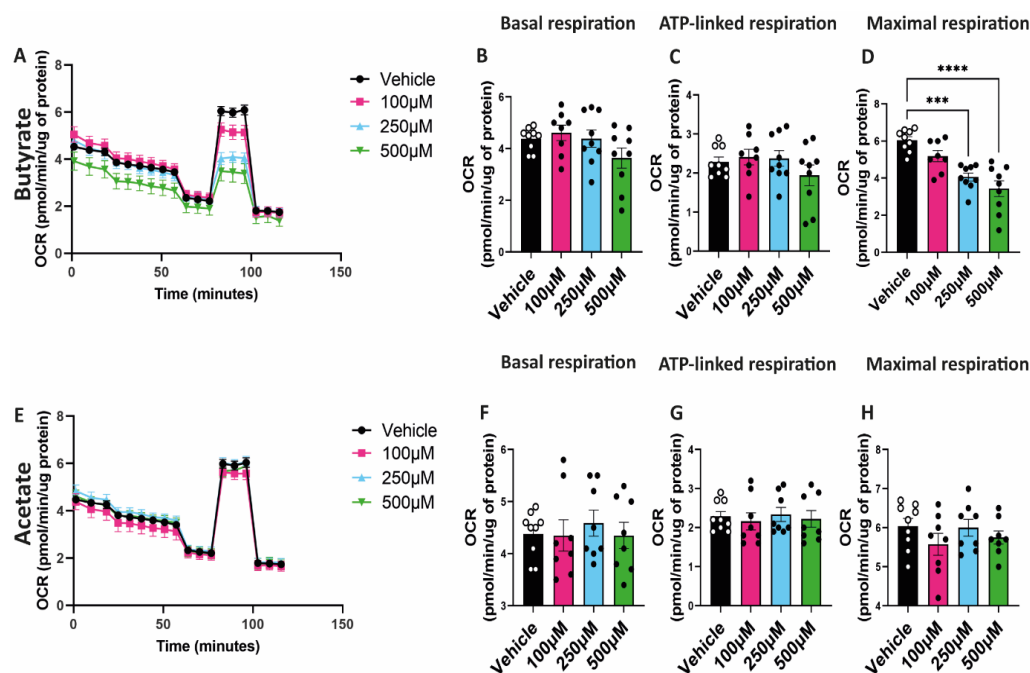 Basal respiration
ATP-linked respiration
Maximal respiration
A
Butyrate
OCR (pmol/min/ug of protein)
8
6
4
2
0
0
50
100
150
Time (minutes)
Vehicle
100µM
250µM
500µM
B
OCR
(pmol/min/ug of protein)
8
6
4
2
0
Vehicle
100µM
250µM
500µM
C
OCR
(pmol/min/ug of protein)
4
3
2
1
0
Vehicle
100µM
250µM
500µM
D
OCR
(pmol/min/ug of protein)
10
8
6
4
2
0
****
***
Vehicle
100µM
250µM
500µM
Basal respiration
ATP-linked respiration
Maximal respiration
E
Acetate
OCR (pmol/min/ug protein)
8
6
4
2
0
0
50
100
150
Time (minutes)
Vehicle
100µM
250µM
500µM
F
OCR
(pmol/min/ug of protein)
6
5
4
3
Vehicle
100µM
250µM
500µM
G
OCR
(pmol/min/ug of protein)
4
3
2
1
0
Vehicle
100µM
250µM
500µM
H
OCR
(pmol/min/ug of protein)
8
7
6
5
4
Vehicle
100µM
250µM
500µM